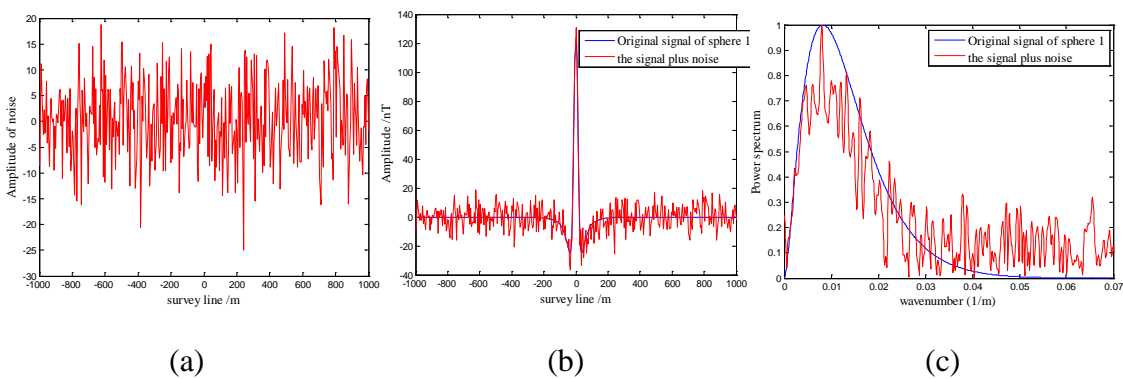 20
15
10
5
0
-5
-10
-15
-20
-25
-30
-1000 -800 -600 -400 -200 0 200 400 600 800 1000
Amplitude of noise
survey line /m
(a)
140
120
100
80
60
40
20
0
-20
-40
-1000 -800 -600 -400 -200 0 200 400 600 800 1000
Amplitude /nT
survey line /m
Original signal of sphere 1
the signal plus noise
(b)
1
0.9
0.8
0.7
0.6
0.5
0.4
0.3
0.2
0.1
0
0 0.01 0.02 0.03 0.04 0.05 0.06 0.07
Power spectrum
wavenumber (1/m)
Original signal of sphere 1
the signal plus noise
(c)